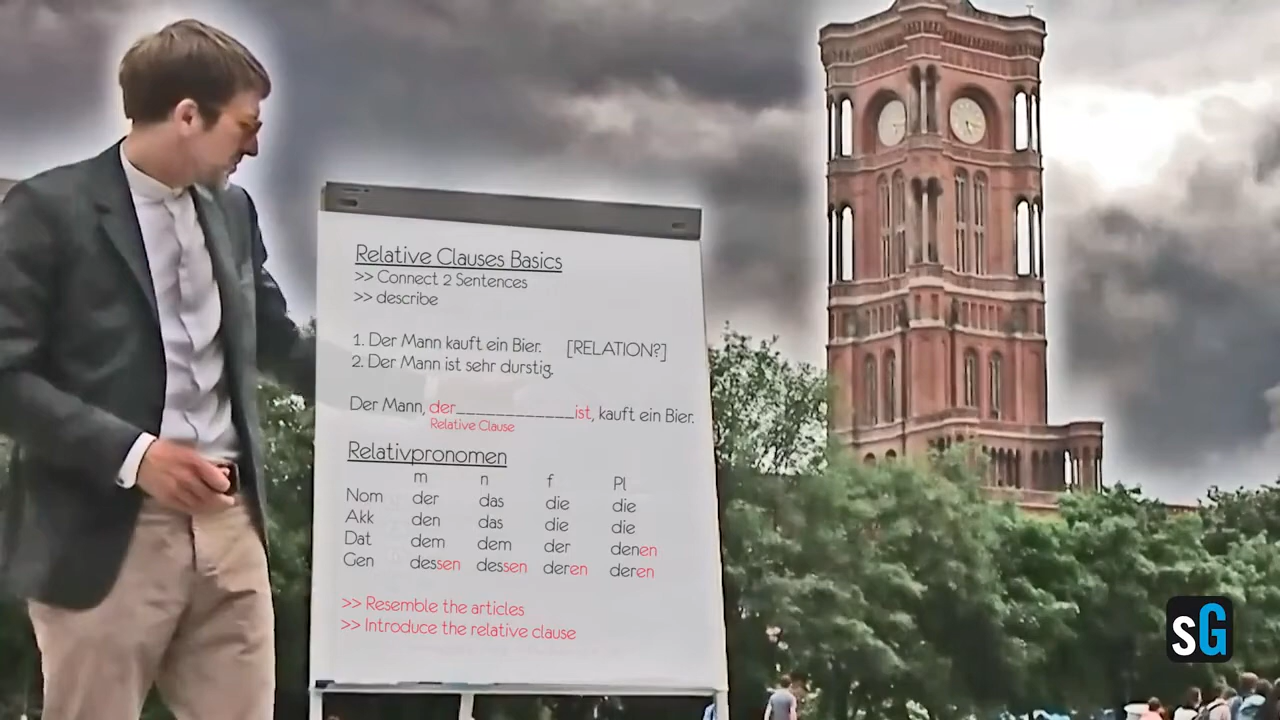 Relative Clauses Basics
>> Connect 2 Sentences
>> describe
1. Der Mann kauft ein Bier. [RELATION?]
2. Der Mann ist sehr durstig.
Der Mann, der____________ist, kauft ein Bier.
Relative Clause
Relativpronomen
m n f Pl
Nom der das die die
Akk den das die die
Dat dem dem der denen
Gen dessen dessen deren deren
>> Resemble the articles
>> Introduce the relative clause
sG